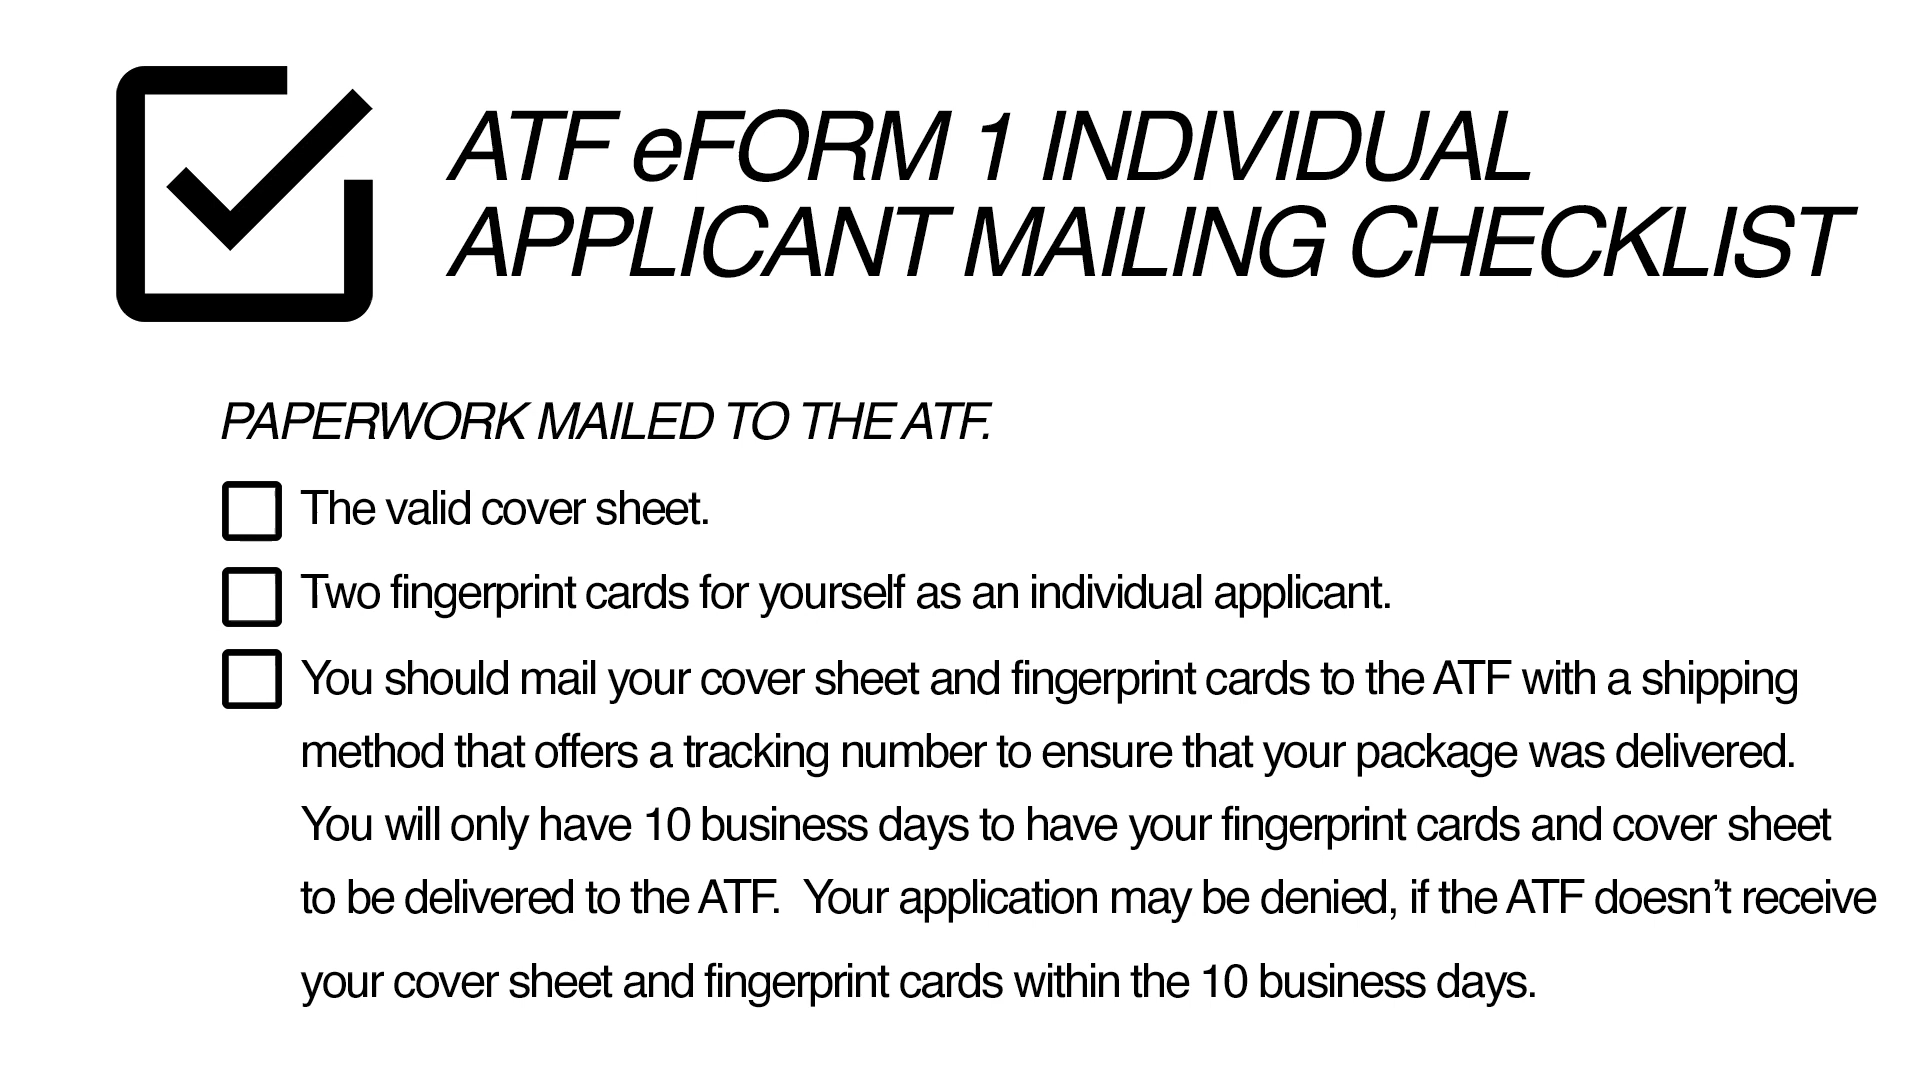 ATF eFORM 1 INDIVIDUAL
APPLICANT MAILING CHECKLIST
PAPERWORK MAILED TO THE ATF.
The valid cover sheet.
Two fingerprint cards for yourself as an individual applicant.
You should mail your cover sheet and fingerprint cards to the ATF with a shipping
method that offers a tracking number to ensure that your package was delivered.
You will only have 10 business days to have your fingerprint cards and cover sheet
to be delivered to the ATF.  Your application may be denied, if the ATF doesn’t receive
your cover sheet and fingerprint cards within the 10 business days.